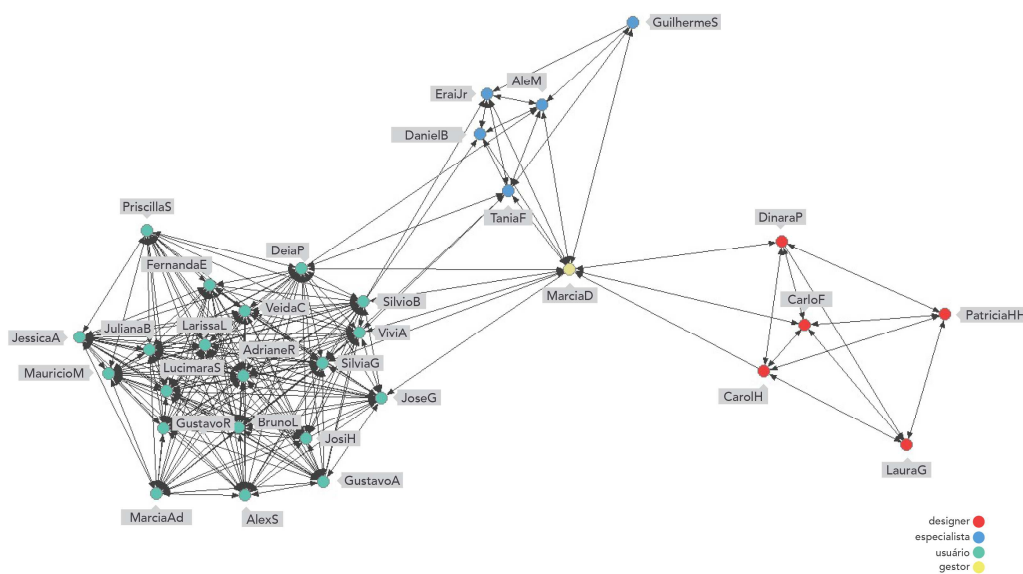 GuilhermeS
AleM
EraiJr
DanielB
TaniaF
PriscillaS
DeiaP
DinaraP
FernandaE
MarciaD
SilvioB
CarloF
VeidaC
PatriciaHH
JessicaA
JulianaB
LarissaL
ViviA
AdrianeR
SilviaG
MauricioM
LucimaraS
JoseG
CarolH
GustavoR
BrunoL
JosiH
LauraG
GustavoA
MarciaAd
AlexS
designer
especialista
usuário
gestor